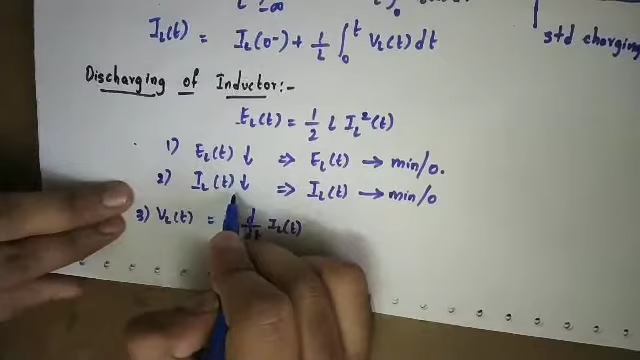 t=-∞
I_L(t) = I_L(0-) + 1/L ∫_0^t V_L(t) dt
std charging
Discharging of Inductor:-
E_L(t) = 1/2 L I_L²(t)
1) E_L(t) ↓ ⇒ E_L(t) → min/0.
2) I_L(t) ↓ ⇒ I_L(t) → min/0
3) V_L(t) = d/dt I_L(t)